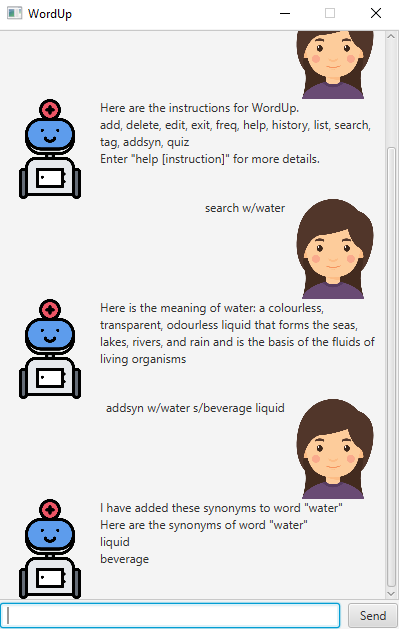 WordUp
Here are the instructions for WordUp.
add, delete, edit, exit, freq, help, history, list, search,
tag, addsyn, quiz
Enter "help [instruction]" for more details.
search w/water
Here is the meaning of water: a colourless,
transparent, odourless liquid that forms the seas,
lakes, rivers, and rain and is the basis of the fluids of
living organisms
addsyn w/water s/beverage liquid
I have added these synonyms to word "water"
Here are the synonyms of word "water"
liquid
beverage
Send